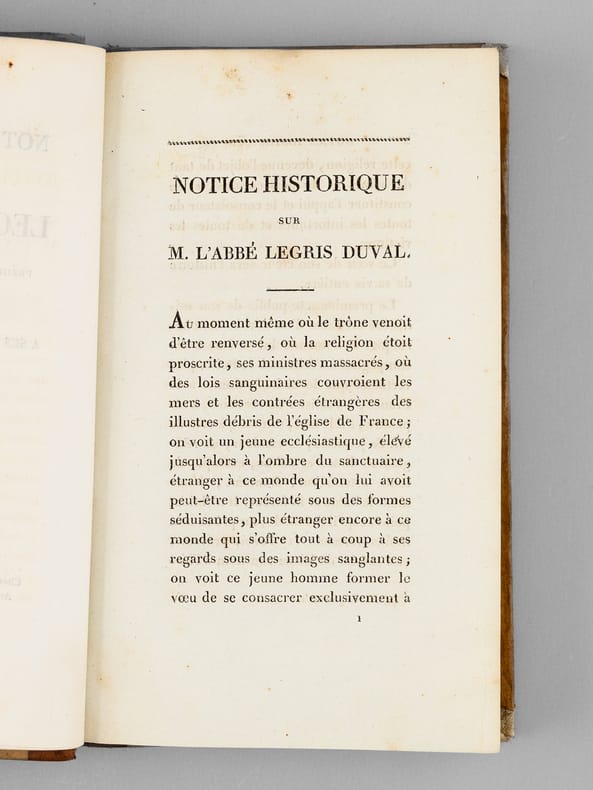 NOTICE HISTORIQUE
SUR
M. L'ABBÉ LEGRIS DUVAL.
Au moment même où le trône venoit
d'être renversé, où la religion étoit
proscrite, ses ministres massacrés, où
des lois sanguinaires couvroient les
mers et les contrées étrangères des
illustres débris de l'église de France;
on voit un jeune ecclésiastique, élevé
jusqu'alors à l'ombre du sanctuaire,
étranger à ce monde qu'on lui avoit
peut-être représenté sous des formes
séduisantes, plus étranger encore à ce
monde qui s'offre tout à coup à ses
regards sous des images sanglantes;
on voit ce jeune homme former le
vœu de se consacrer exclusivement à
1